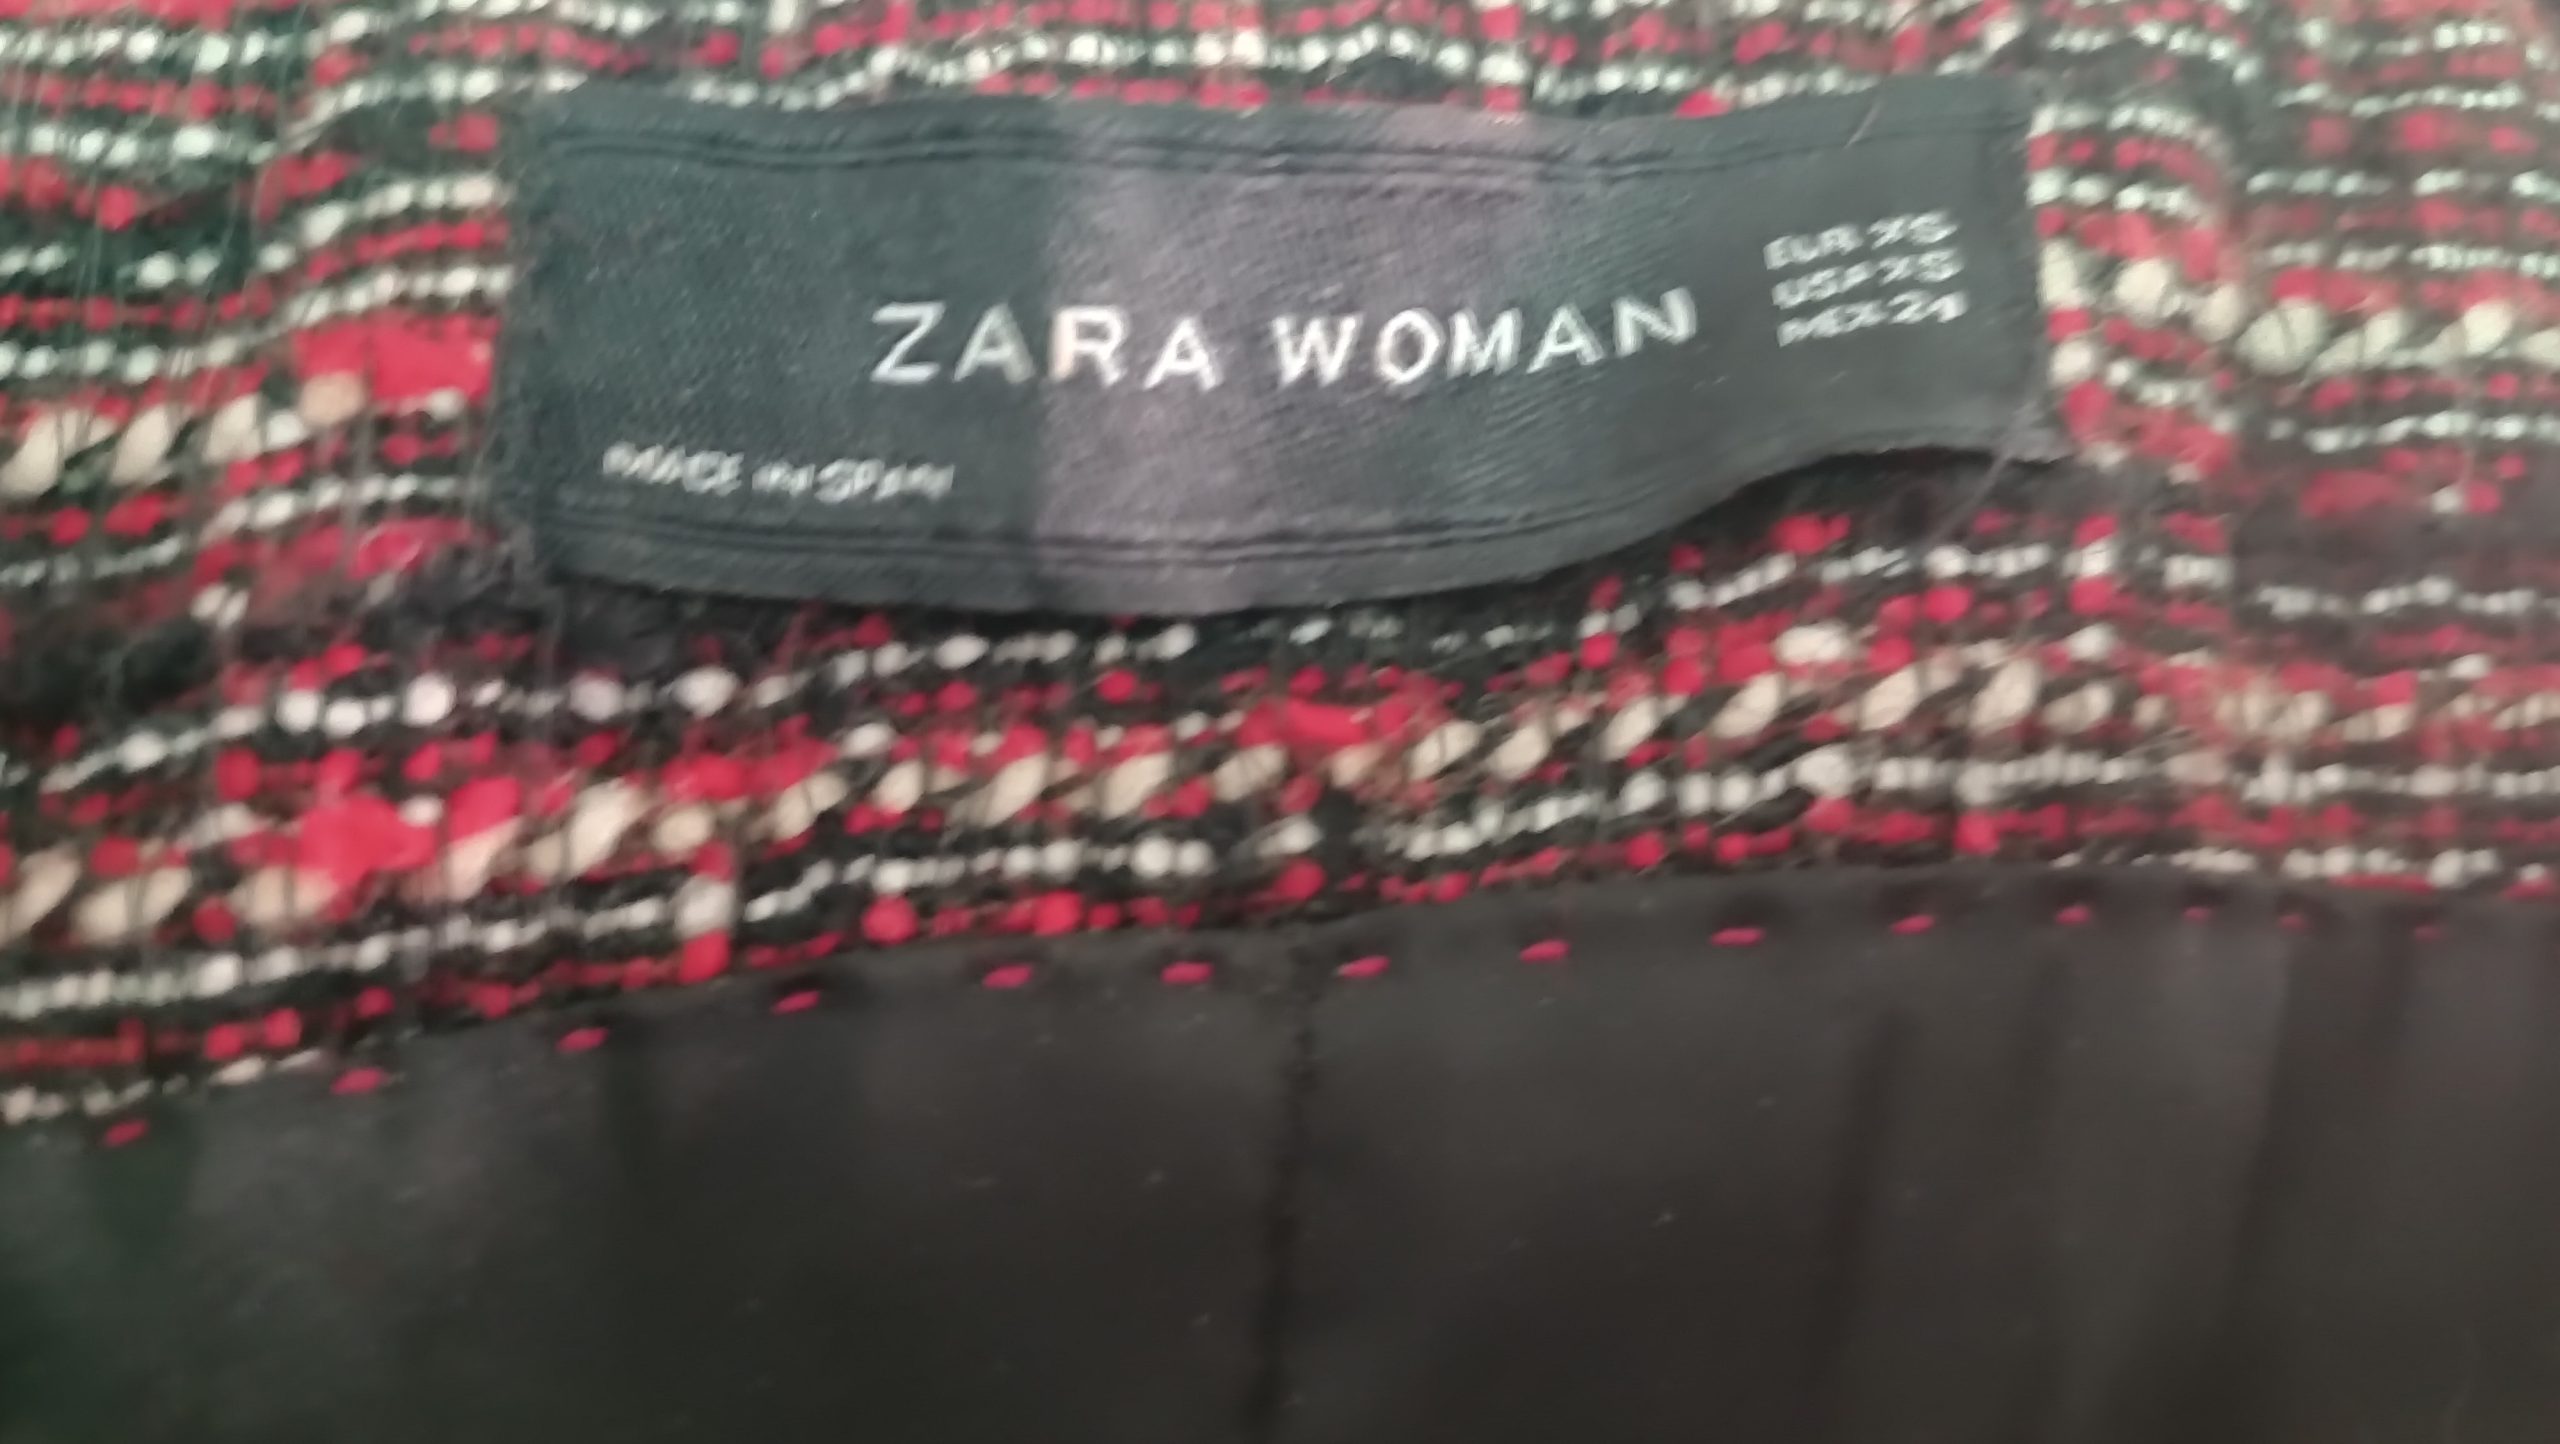 ZARA WOMAN
EUR XS
USA XS
MEX 24
MADE IN SPAIN